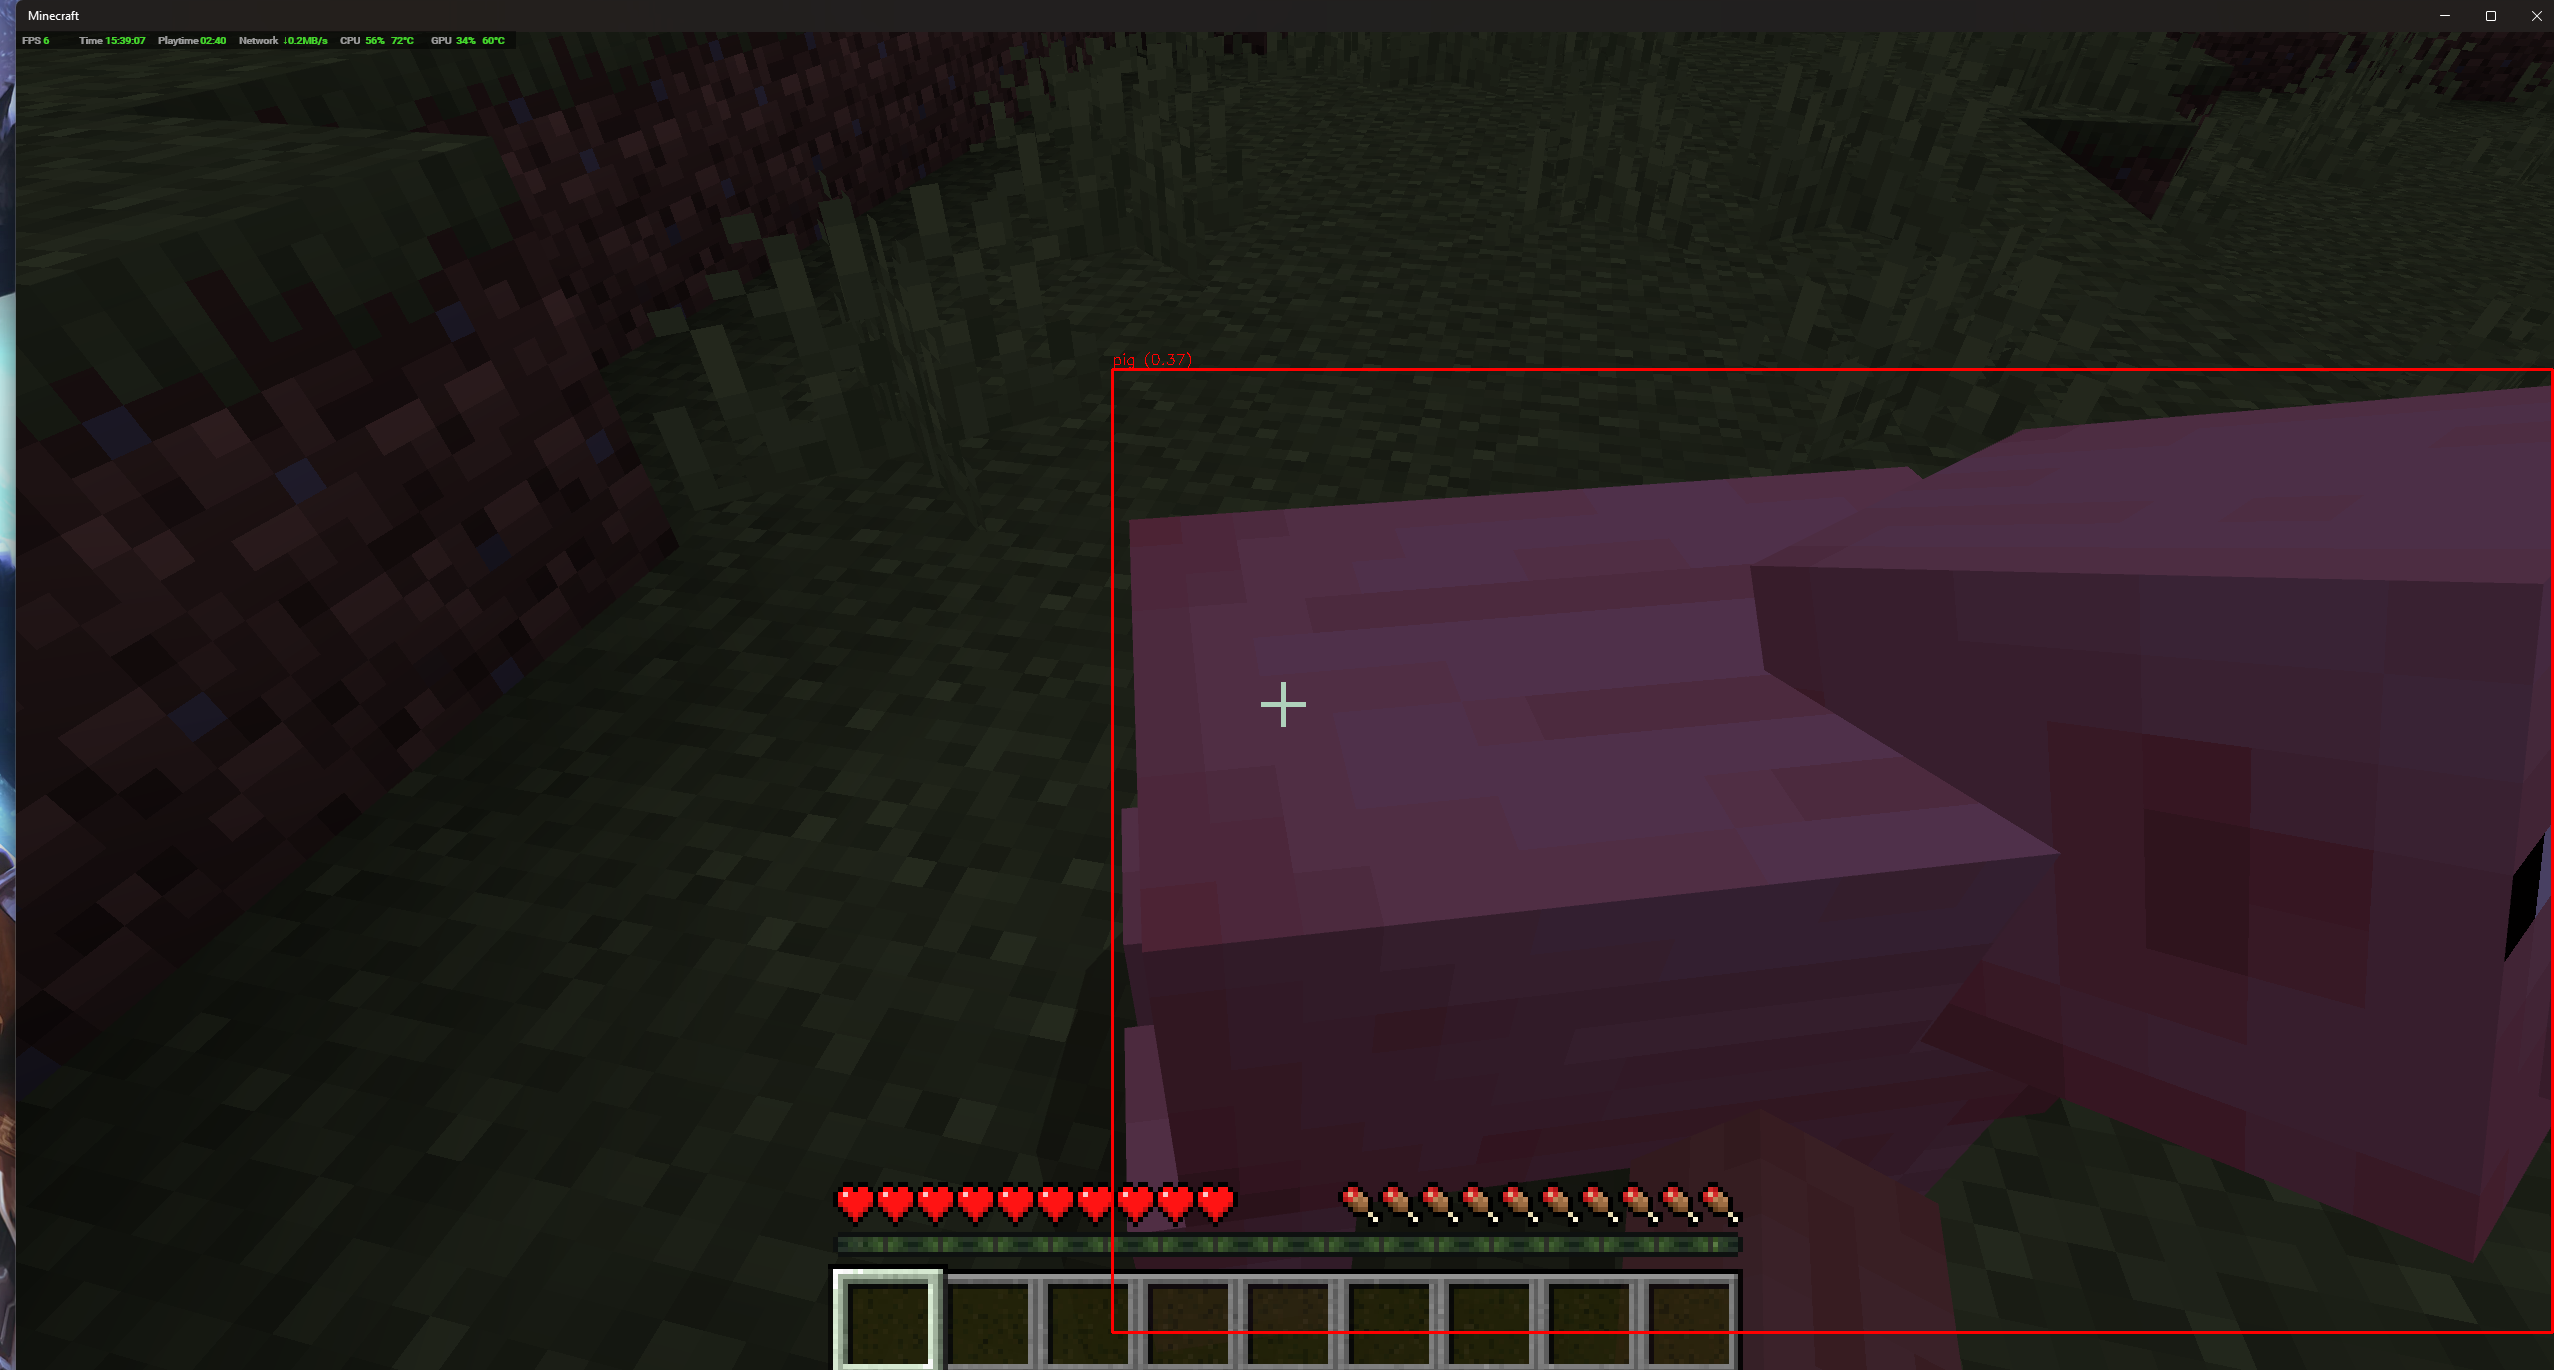 Minecraft
FPS 6 Time 15:39:07 Playtime 02:40 Network ↓0.2MB/s CPU 56% 72°C GPU 34% 60°C
pig (0.37)